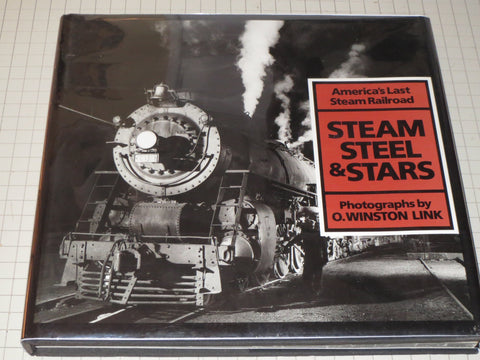 America's Last
Steam Railroad
STEAM
STEEL
& STARS
Photographs by
O. WINSTON LINK